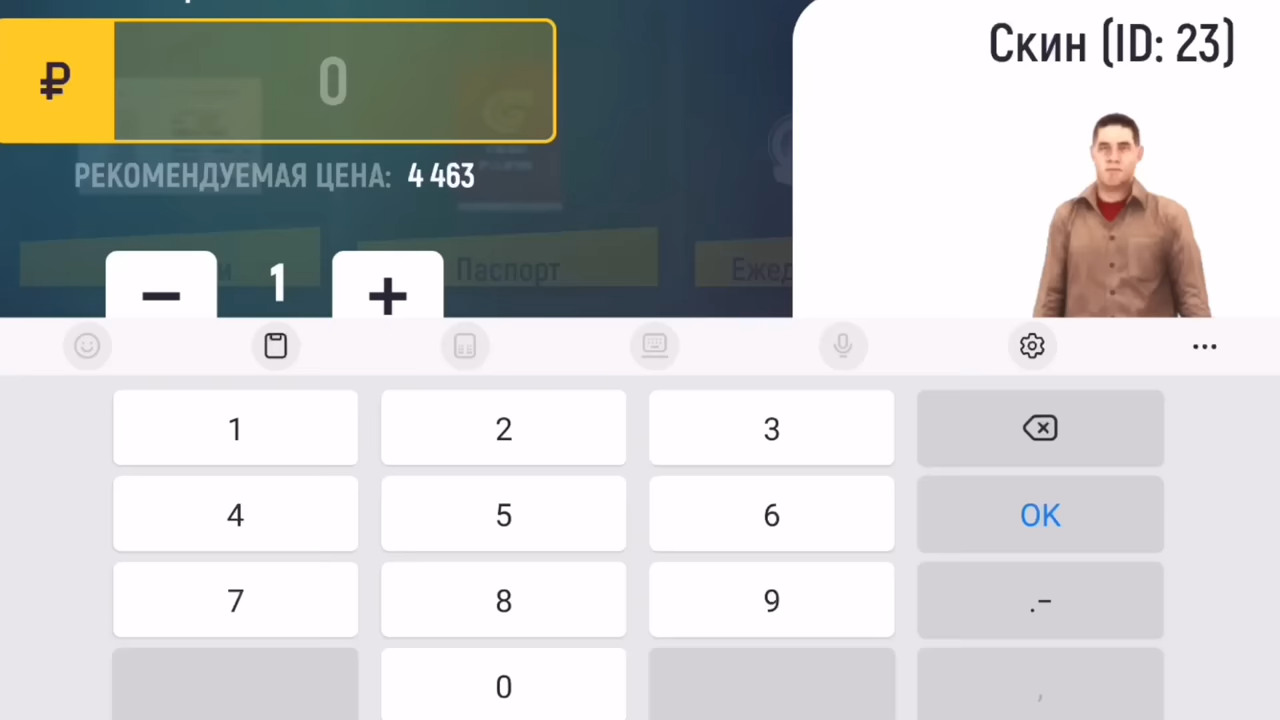 Скин (ID: 23)
₽ 0
РЕКОМЕНДУЕМАЯ ЦЕНА: 4 463
− 1 +
Паспорт
Ежед
1 2 3
4 5 6 OK
7 8 9 .-
0 ,